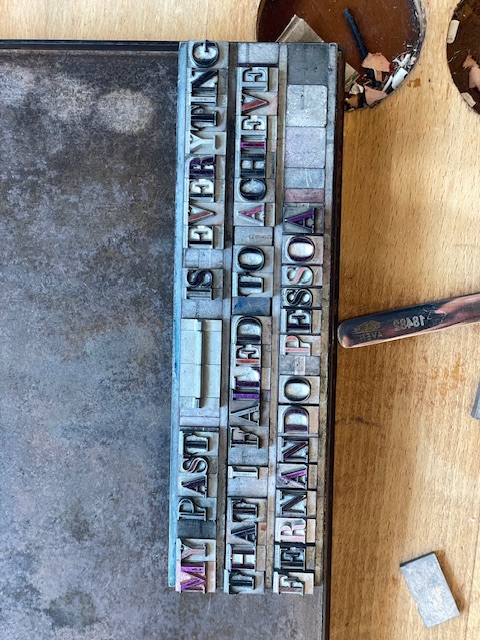 MY PAST IS EVERYTING
THAT I FAILED TO ACHIEVE
FERNANDO PESSOA